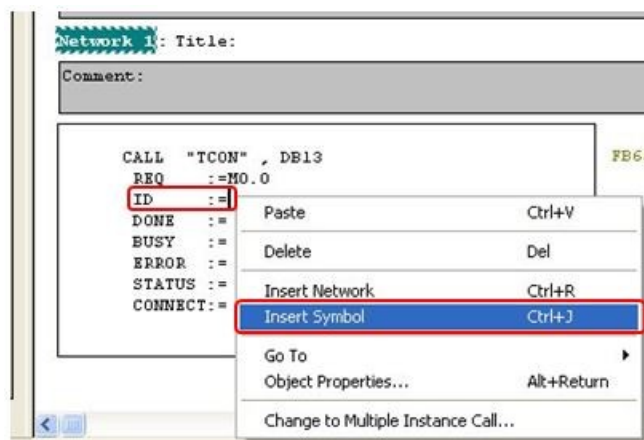 Network 1: Title:
Comment:
CALL "TCON" , DB13 FB6
REQ :=M0.0
ID :=
DONE :=
BUSY :=
ERROR :=
STATUS :=
CONNECT:=
Paste Ctrl+V
Delete Del
Insert Network Ctrl+R
Insert Symbol Ctrl+J
Go To
Object Properties... Alt+Return
Change to Multiple Instance Call...